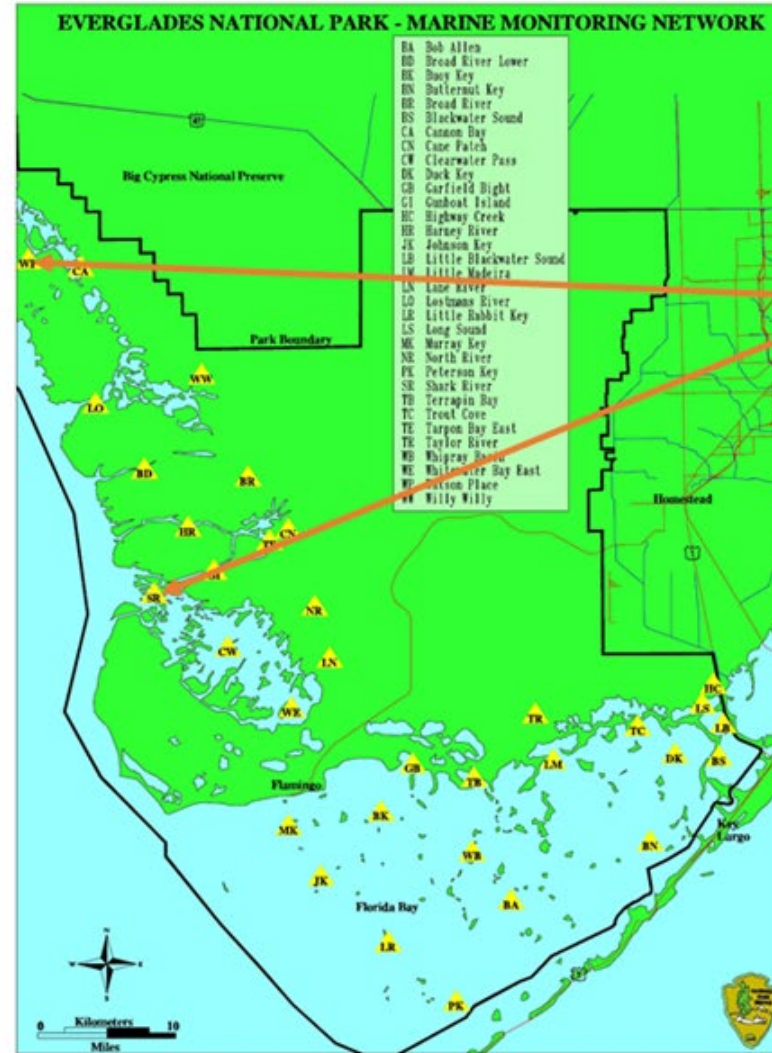 EVERGLADES NATIONAL PARK - MARINE MONITORING NETWORK
BA Bob Allen
BD Broad River Lower
BK Buoy Key
BN Butternut Key
BR Broad River
BS Blackwater Sound
CA Cannon Bay
CN Cane Patch
CW Clearwater Pass
DK Duck Key
GB Garfield Bight
GI Gunboat Island
HC Highway Creek
HR Harney River
JK Johnson Key
LB Little Blackwater Sound
LM Little Madeira
LN Lane River
LO Lostmans River
LR Little Rabbit Key
LS Long Sound
MK Murray Key
NR North River
PK Peterson Key
SR Shark River
TB Terrapin Bay
TC Trout Cove
TE Tarpon Bay East
TR Taylor River
WB Whipray
WE Whitewater Bay East
Place
WW Willy Willy
41
Big Cypress National Preserve
CA
Park Boundary
WW
LO
BD
BR
Homestead
HR
CN
1
SR
NR
CW
LN
HC
LS
WE
TR
TC
LB
GB
LM
DK
BS
TB
Flamingo
BK
MK
Key
Largo
WB
BN
JK
BA
Florida Bay
LR
N
W
E
S
PK
Kilometers
0
10
Miles